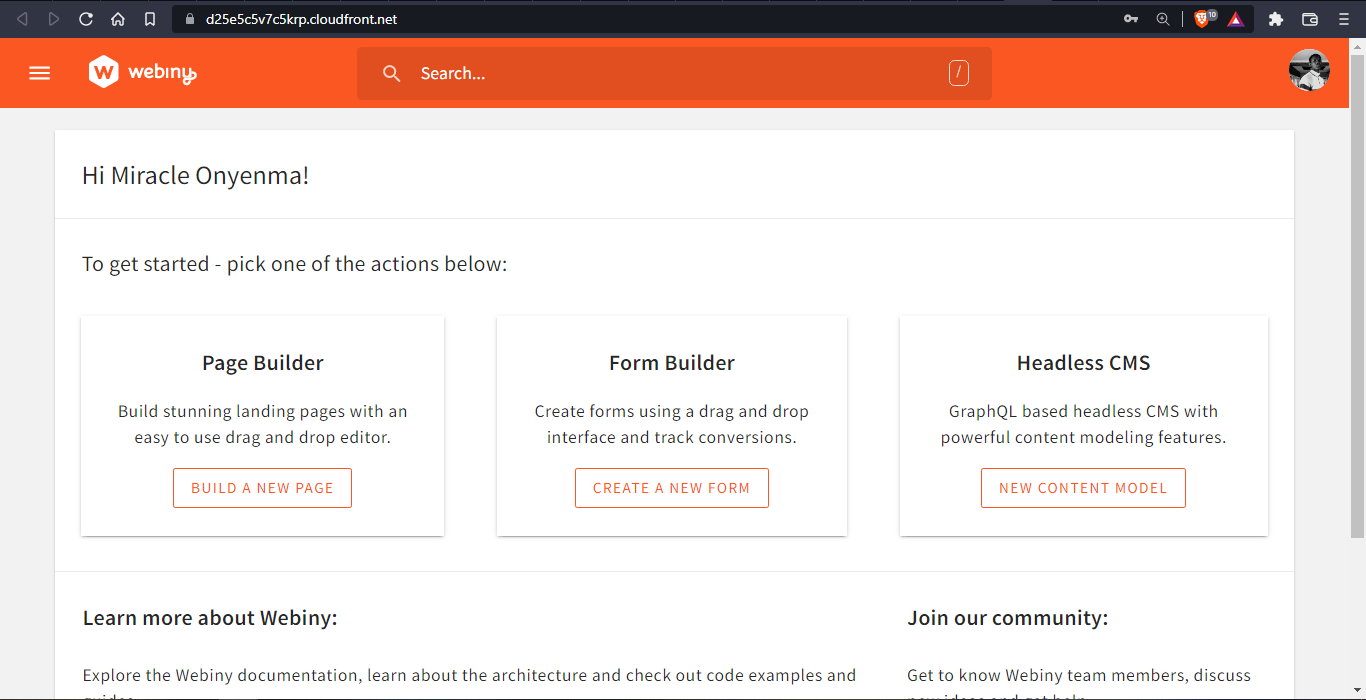 d25e5c5v7c5krp.cloudfront.net
10
W webiny
Search...
/
Hi Miracle Onyenma!
To get started - pick one of the actions below:
Page Builder
Build stunning landing pages with an
easy to use drag and drop editor.
BUILD A NEW PAGE
Form Builder
Create forms using a drag and drop
interface and track conversions.
CREATE A NEW FORM
Headless CMS
GraphQL based headless CMS with
powerful content modeling features.
NEW CONTENT MODEL
Learn more about Webiny:
Explore the Webiny documentation, learn about the architecture and check out code examples and
Join our community:
Get to know Webiny team members, discuss